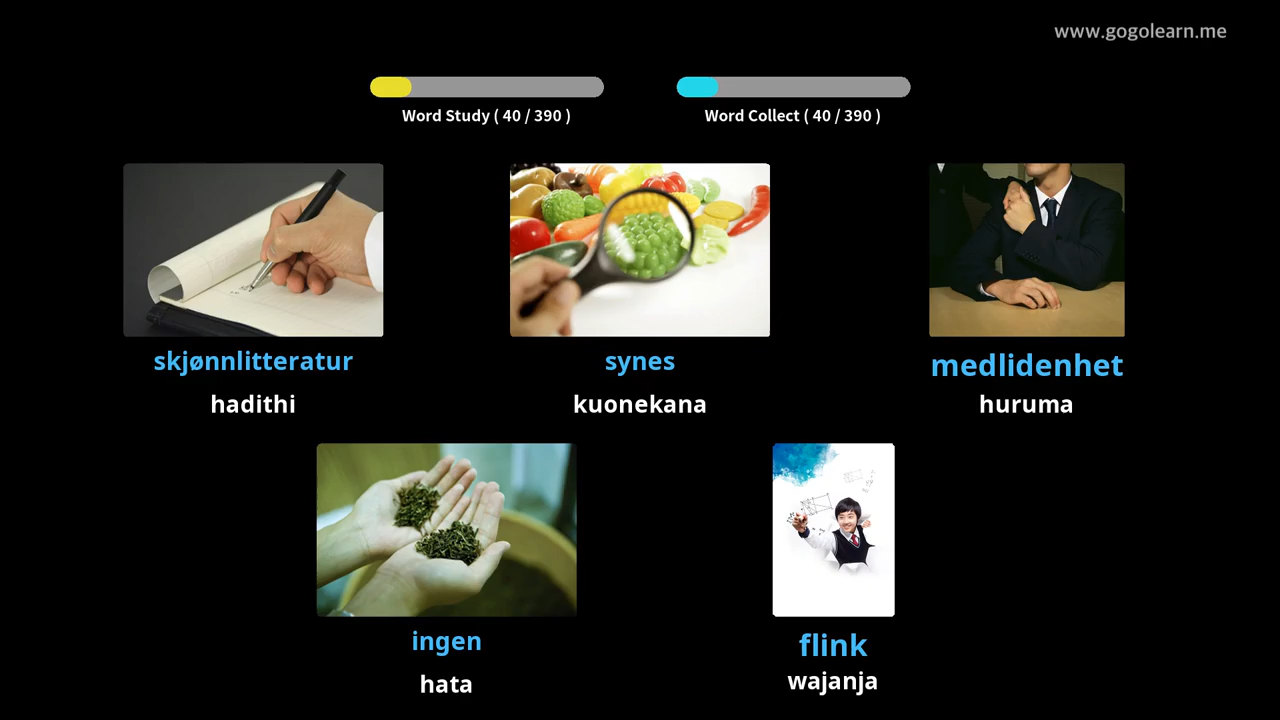 www.gogolearn.me
Word Study ( 40 / 390 )
Word Collect ( 40 / 390 )
skjønnlitteratur
synes
medlidenhet
hadithi
kuonekana
huruma
ingen
flink
hata
wajanja